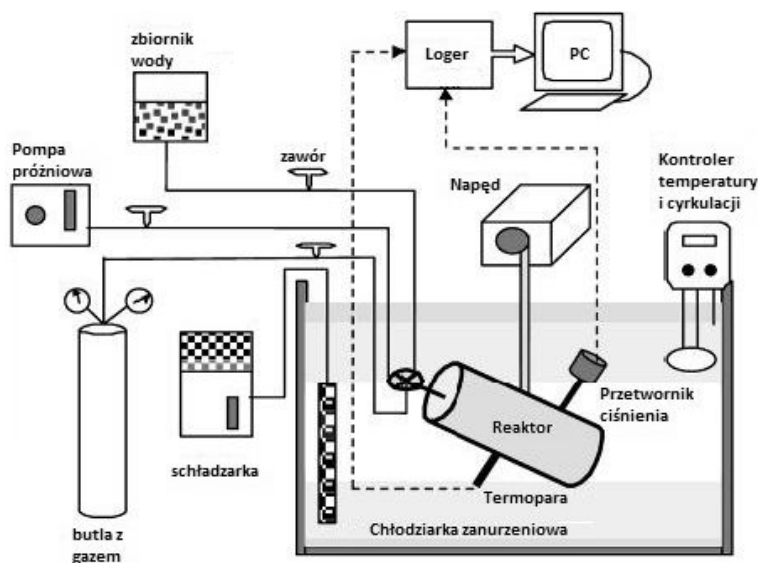 zbiornik
wody
Loger
PC
Pompa
próżniowa
zawór
Napęd
Kontroler
temperatury
i cyrkulacji
Przetwornik
ciśnienia
Reaktor
schładzarka
Termopara
Chłodziarka zanurzeniowa
butla z
gazem